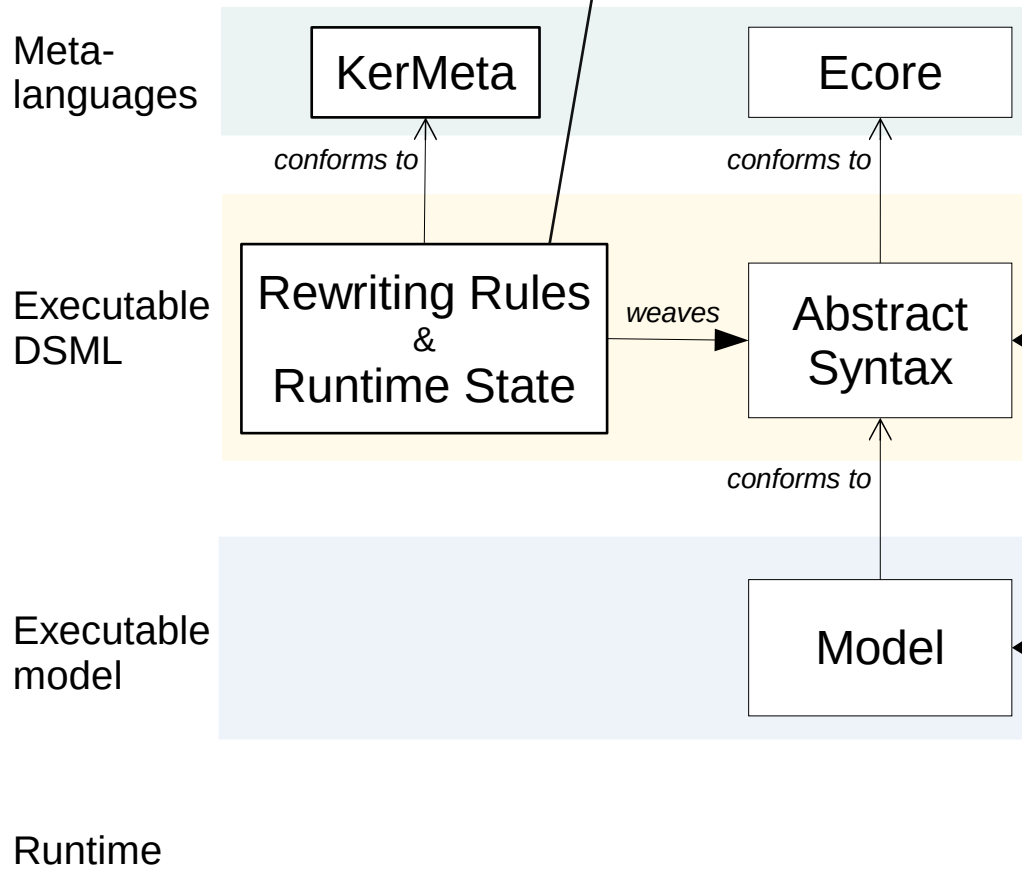 Meta-
languages
KerMeta
Ecore
conforms to
conforms to
Executable
DSML
Rewriting Rules
&
Runtime State
weaves
Abstract
Syntax
conforms to
Executable
model
Model
Runtime